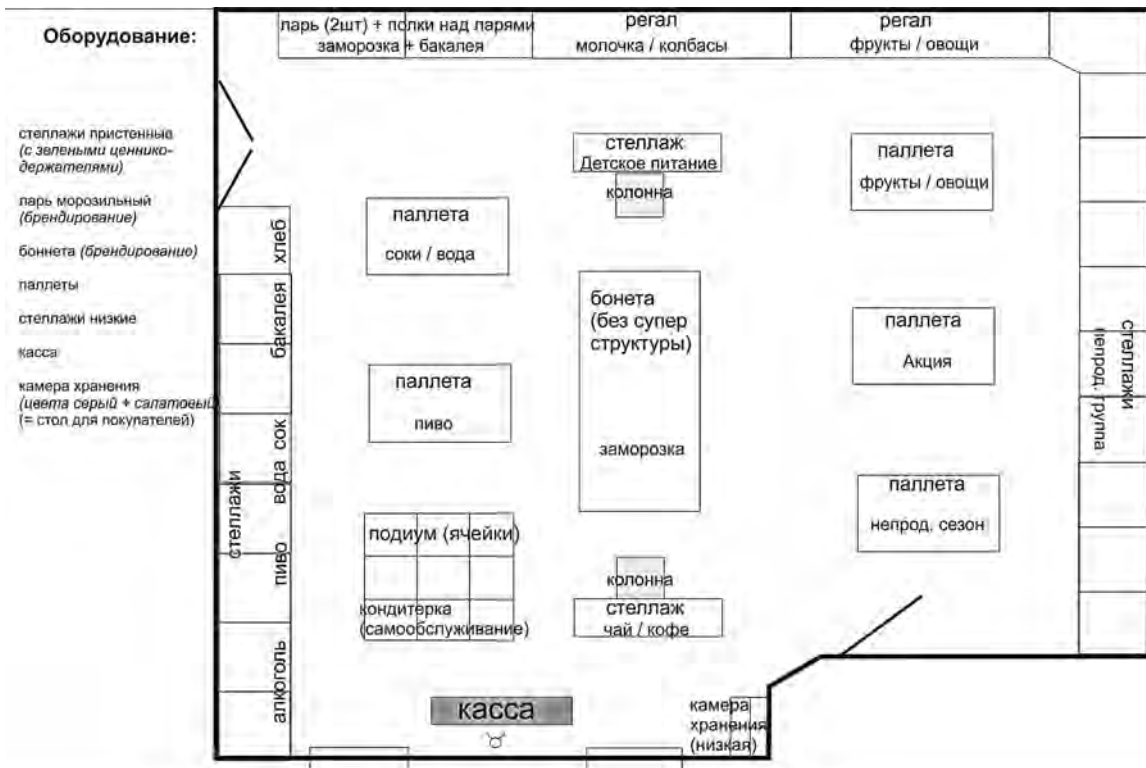 Оборудование:
стеллажи пристенные
(с зелеными ценнико-
держателями)
ларь морозильный
(брендирование)
боннета (брендирование)
паллеты
стеллажи низкие
касса
камера хранения
(цвета серый + салатовый
(= стол для покупателей)
ларь (2шт) + полки над ларями
заморозка + бакалея
регал
молочка / колбасы
регал
фрукты / овощи
стеллаж
Детское питание
колонна
паллета
фрукты / овощи
паллета
соки / вода
хлеб
бакалея
сок
вода
пиво
алкоголь
стеллажи
бонета
(без супер
структуры)
заморозка
паллета
Акция
стеллажи
непрод. группа
паллета
пиво
паллета
непрод. сезон
подиум (ячейки)
кондитерка
(самообслуживание)
колонна
стеллаж
чай / кофе
касса
камера
хранения
(низкая)